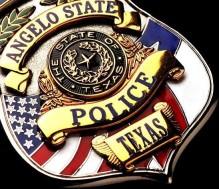 ANGELO STATE
THE STATE OF
TEXAS
POLICE
TEXAS